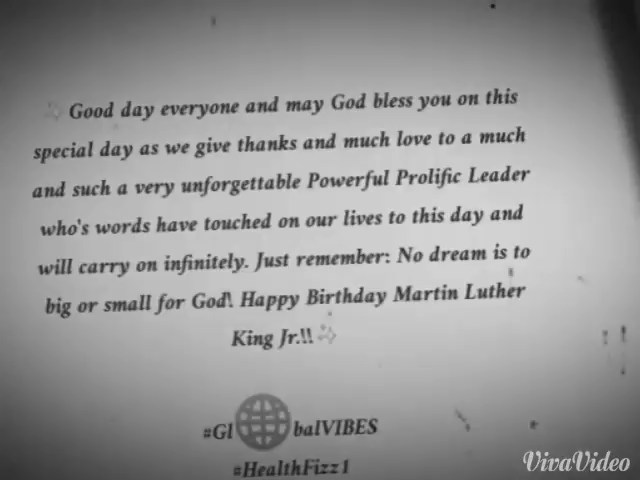 Good day everyone and may God bless you on this
special day as we give thanks and much love to a much
and such a very unforgettable Powerful Prolific Leader
who's words have touched on our lives to this day and
will carry on infinitely. Just remember: No dream is to
big or small for God! Happy Birthday Martin Luther
King Jr.!!
#Gl balVIBES
#HealthFizz1
VivaVideo